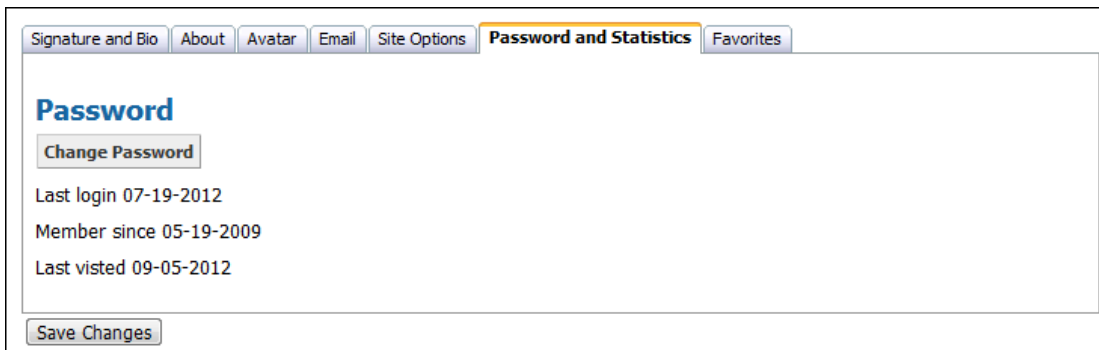 Signature and Bio About Avatar Email Site Options Password and Statistics Favorites
Password
Change Password
Last login 07-19-2012
Member since 05-19-2009
Last visted 09-05-2012
Save Changes